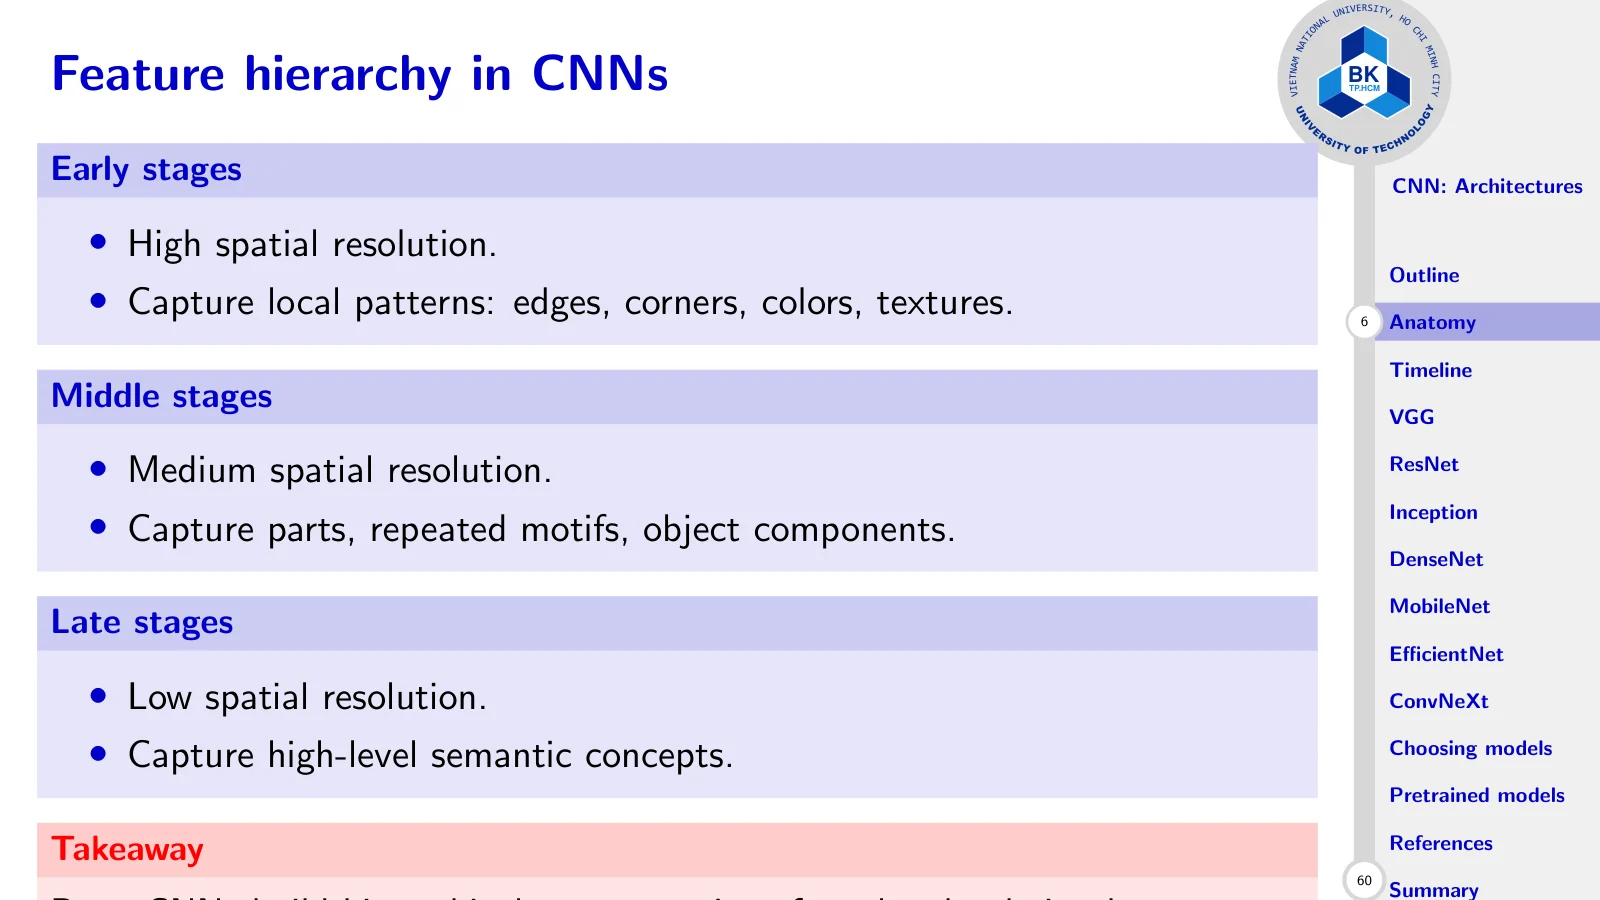 Feature hierarchy in CNNs
Early stages
• High spatial resolution.
• Capture local patterns: edges, corners, colors, textures.
Middle stages
• Medium spatial resolution.
• Capture parts, repeated motifs, object components.
Late stages
• Low spatial resolution.
• Capture high-level semantic concepts.
Takeaway
VIETNAM NATIONAL UNIVERSITY, HO CHI MINH CITY
BK
TP.HCM
UNIVERSITY OF TECHNOLOGY
CNN: Architectures
Outline
6
Anatomy
Timeline
VGG
ResNet
Inception
DenseNet
MobileNet
EfficientNet
ConvNeXt
Choosing models
Pretrained models
References
60
Summary